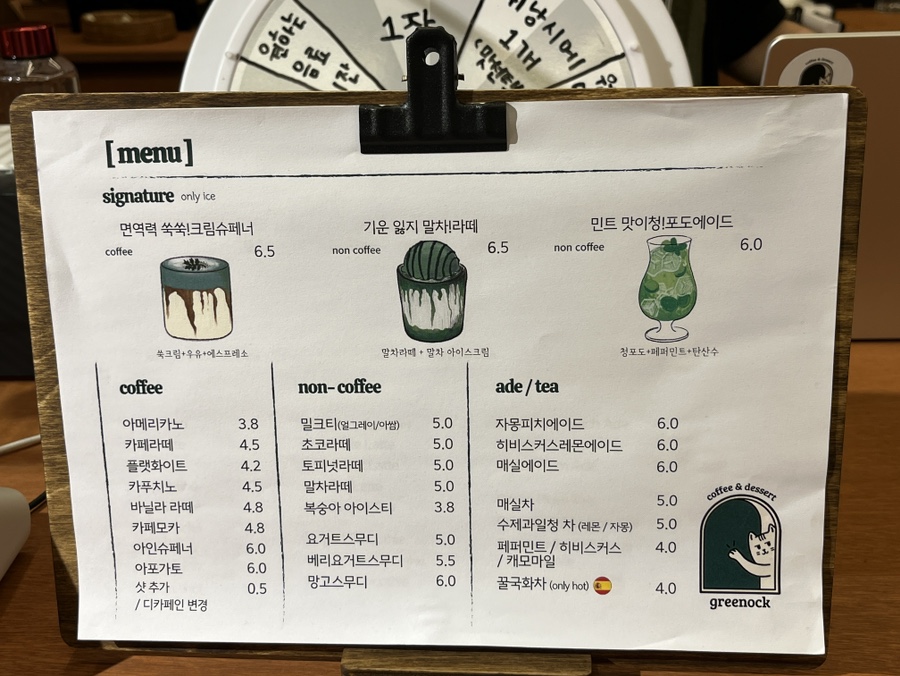 원하는
음료
1잔
1개
[menu]
signature only ice
면역력 쑥쑥!크림슈페너
coffee 6.5
쑥크림+우유+에스프레소
기운 잃지 말차!라떼
non coffee 6.5
말차라떼 + 말차 아이스크림
민트 맛이청!포도에이드
non coffee 6.0
청포도+페퍼민트+탄산수
coffee
아메리카노 3.8
카페라떼 4.5
플랫화이트 4.2
카푸치노 4.5
바닐라 라떼 4.8
카페모카 4.8
아인슈페너 6.0
아포가토 6.0
샷 추가 0.5
/ 디카페인 변경
non-coffee
밀크티(얼그레이/아쌈) 5.0
초코라떼 5.0
토피넛라떼 5.0
말차라떼 5.0
복숭아 아이스티 3.8
요거트스무디 5.0
베리요거트스무디 5.5
망고스무디 6.0
ade / tea
자몽피치에이드 6.0
히비스커스레몬에이드 6.0
매실에이드 6.0
매실차 5.0
수제과일청 차 (레몬 / 자몽) 5.0
페퍼민트 / 히비스커스 4.0
/ 캐모마일
꿀국화차 (only hot) 4.0
coffee & dessert
greenock